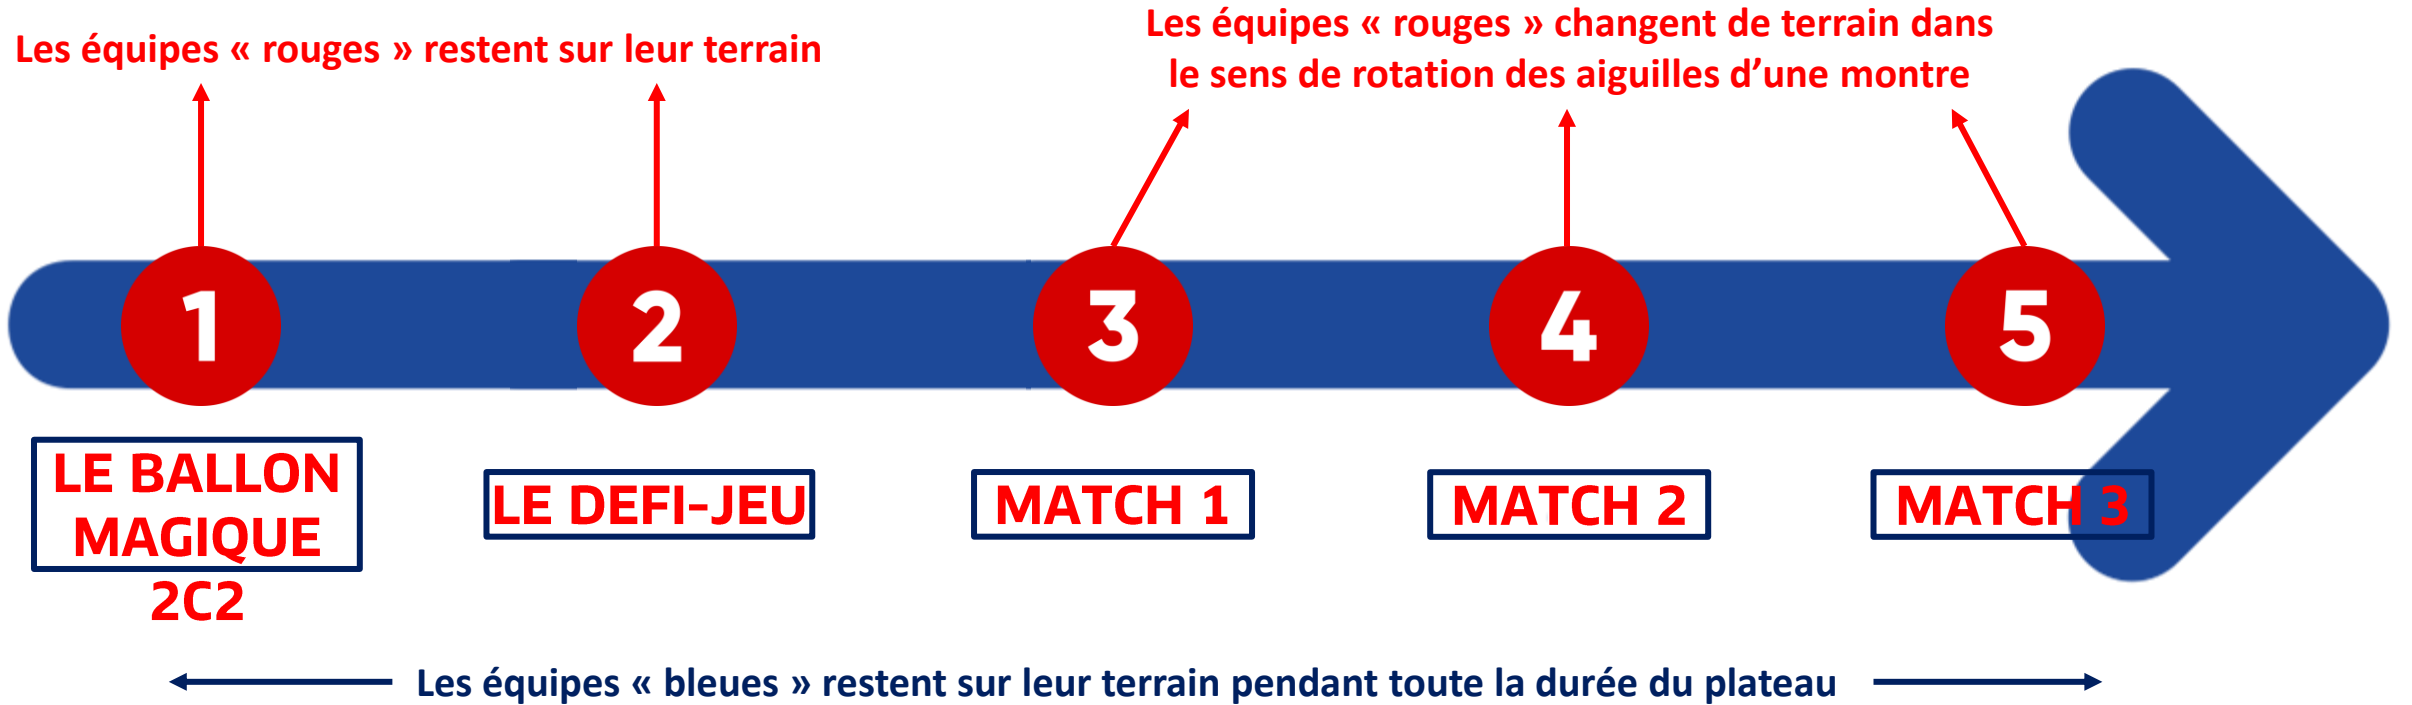 Les équipes « rouges » restent sur leur terrain
Les équipes « rouges » changent de terrain dans
le sens de rotation des aiguilles d’une montre
1
2
3
4
5
LE BALLON
MAGIQUE
2C2
LE DEFI-JEU
MATCH 1
MATCH 2
MATCH 3
Les équipes « bleues » restent sur leur terrain pendant toute la durée du plateau